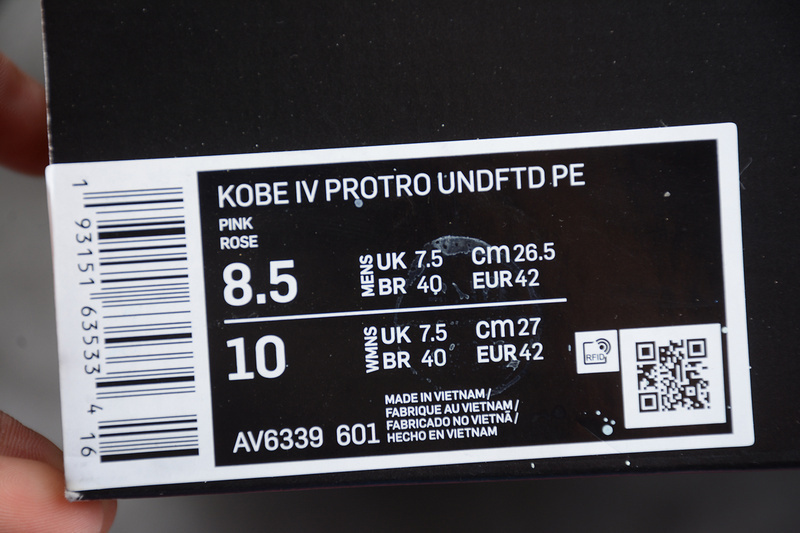 1 93151 63533 4 16
KOBE IV PROTRO UNDFTD PE
PINK
ROSE
8.5
MENS
UK 7.5 cm 26.5
BR 40 EUR 42
10
WMNS
UK 7.5 cm 27
BR 40 EUR 42
RFID
AV6339 601
MADE IN VIETNAM /
FABRIQUE AU VIETNAM /
FABRICADO NO VIETNÃ /
HECHO EN VIETNAM